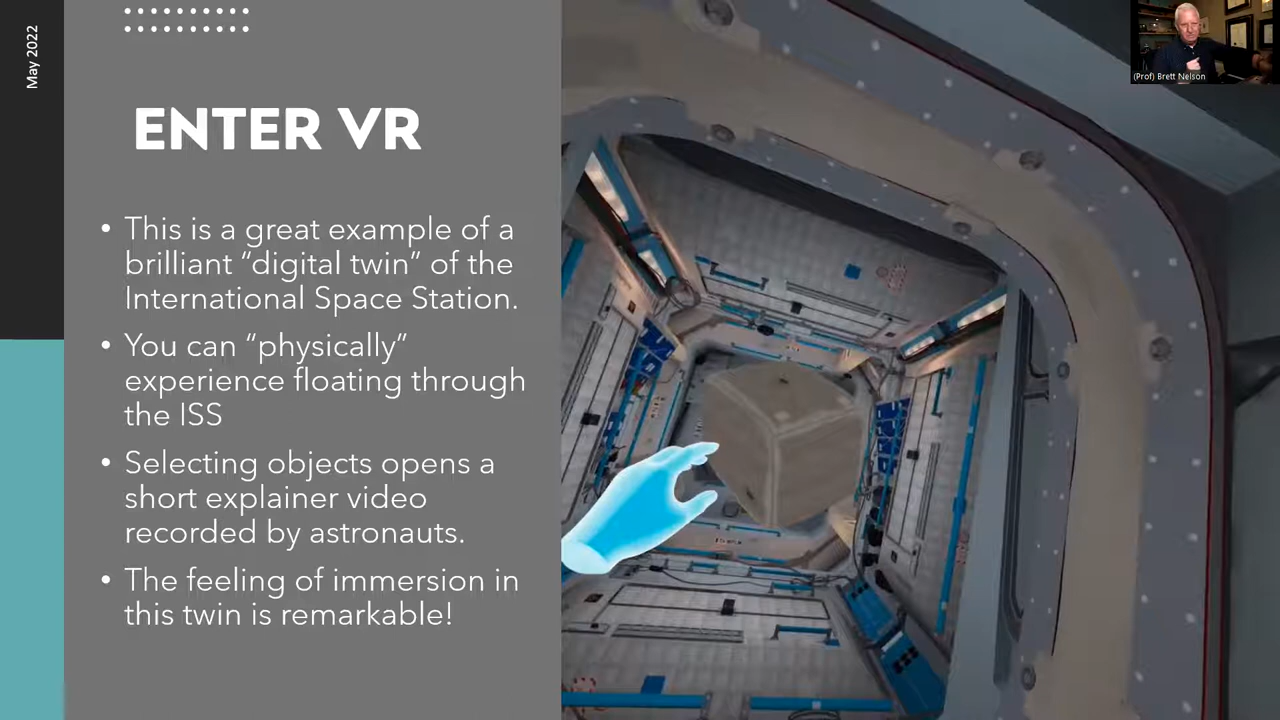 May 2022
ENTER VR
• This is a great example of a
brilliant “digital twin” of the
International Space Station.
• You can “physically”
experience floating through
the ISS
• Selecting objects opens a
short explainer video
recorded by astronauts.
• The feeling of immersion in
this twin is remarkable!
(Prof) Brett Nelson